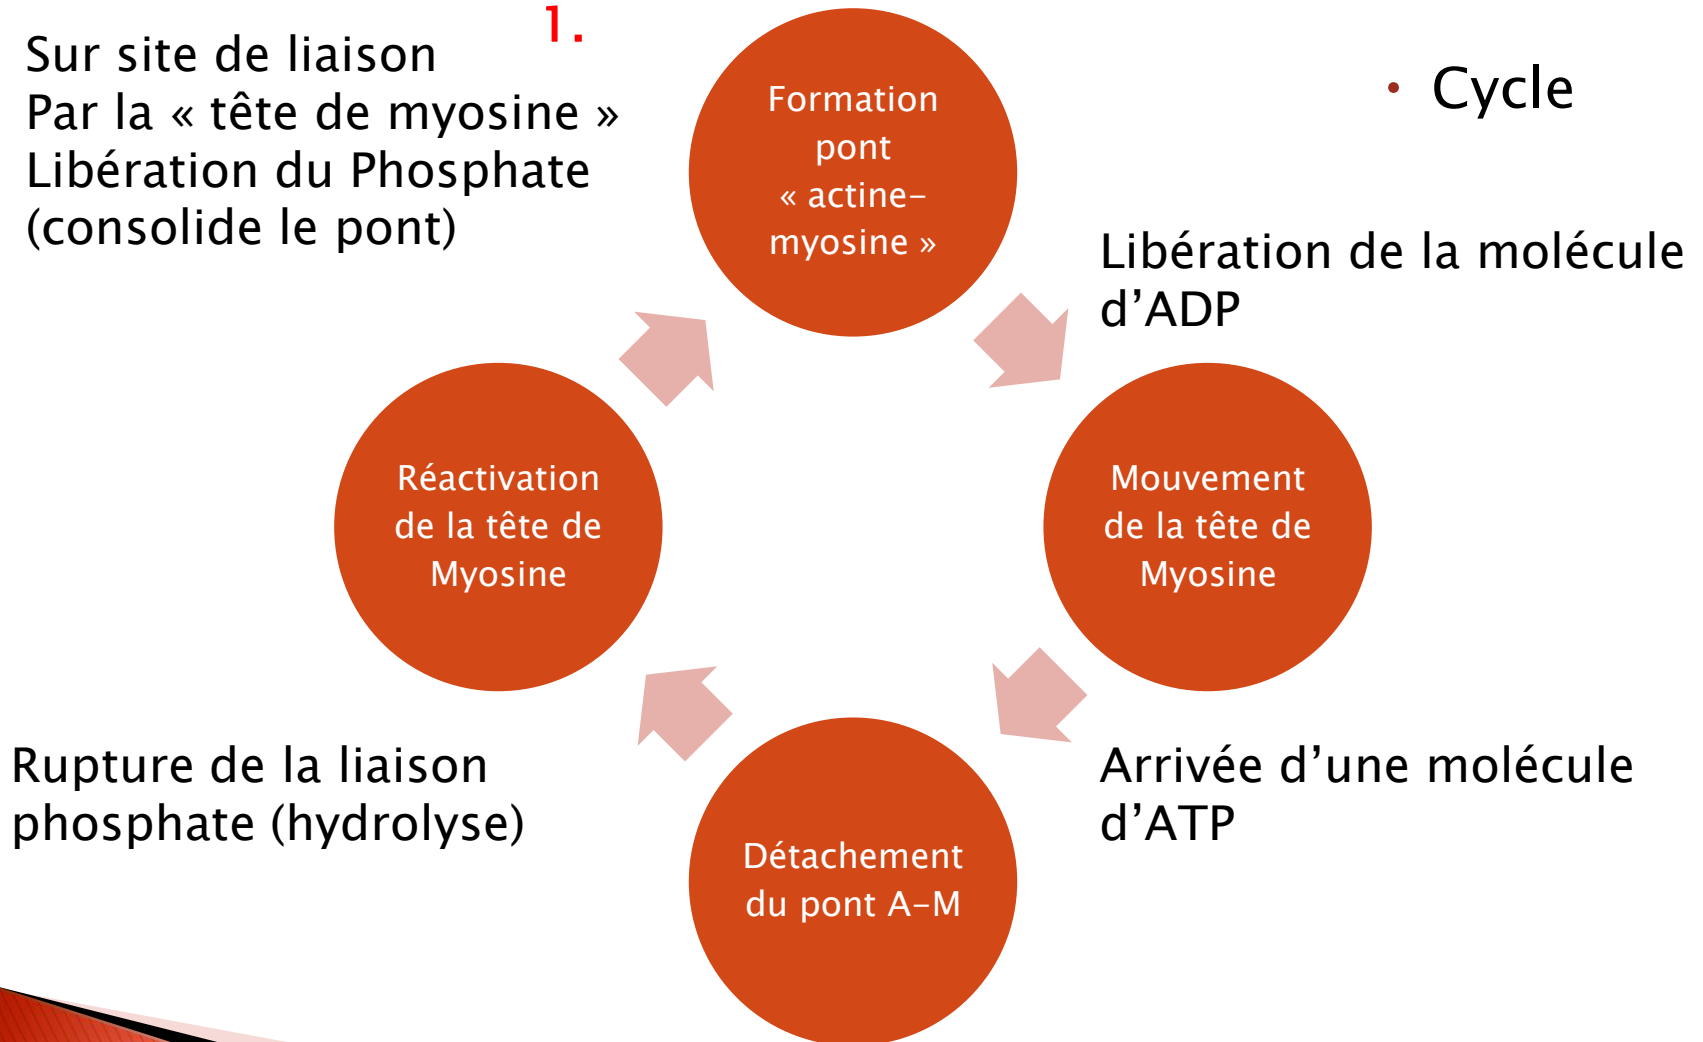 1.
Sur site de liaison
Par la « tête de myosine »
Libération du Phosphate
(consolide le pont)
Formation
pont
« actine-
myosine »
• Cycle
Libération de la molécule
d’ADP
Mouvement
de la tête de
Myosine
Arrivée d’une molécule
d’ATP
Détachement
du pont A-M
Rupture de la liaison
phosphate (hydrolyse)
Réactivation
de la tête de
Myosine